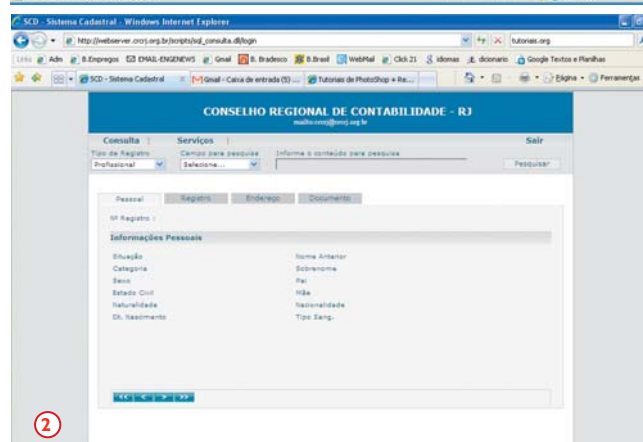 SCD - Sistema Cadastral - Windows Internet Explorer
http://webserver.crcrj.org.br/scripts/sql_consulta.dll/login
tutoriais.org
Links Adm B.Empregos EMAIL-ENGENEWS Gmail B. Bradesco B.Brasil WebMail Click 21 idiomas dicionario Google Textos e Planilhas
SCD - Sistema Cadastral Gmail - Caixa de entrada (5) ... Tutoriais de PhotoShop + Re... Página Ferramentas
CONSELHO REGIONAL DE CONTABILIDADE - RJ
mailto:crcrj@crcrj.org.br
Consulta | Serviços | Sair
Tipo de Registro Campo para pesquisa Informe o conteúdo para pesquisa
Profissional Selecione... Pesquisar
Pessoal Registro Endereço Documento
Nº Registro :
Informações Pessoais
Situação Nome Anterior
Categoria Sobrenome
Sexo Pai
Estado Civil Mãe
Naturalidade Nacionalidade
Dt. Nascimento Tipo Sang.
<< < > >>
2